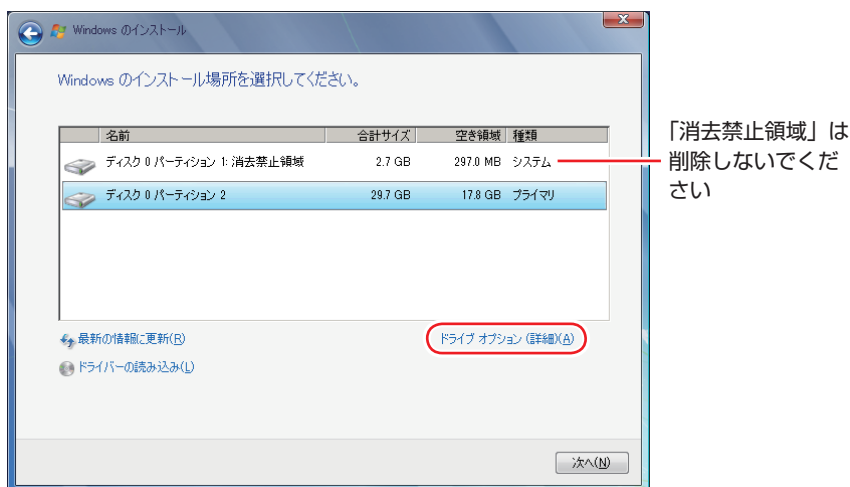 Windows のインストール
Windows のインストール場所を選択してください。
名前 合計サイズ 空き領域 種類
ディスク 0 パーティション 1: 消去禁止領域 2.7 GB 297.0 MB システム
ディスク 0 パーティション 2 29.7 GB 17.8 GB プライマリ
「消去禁止領域」は
削除しないでくだ
さい
最新の情報に更新(R) ドライブ オプション (詳細)(A)
ドライバーの読み込み(L)
次へ(N)